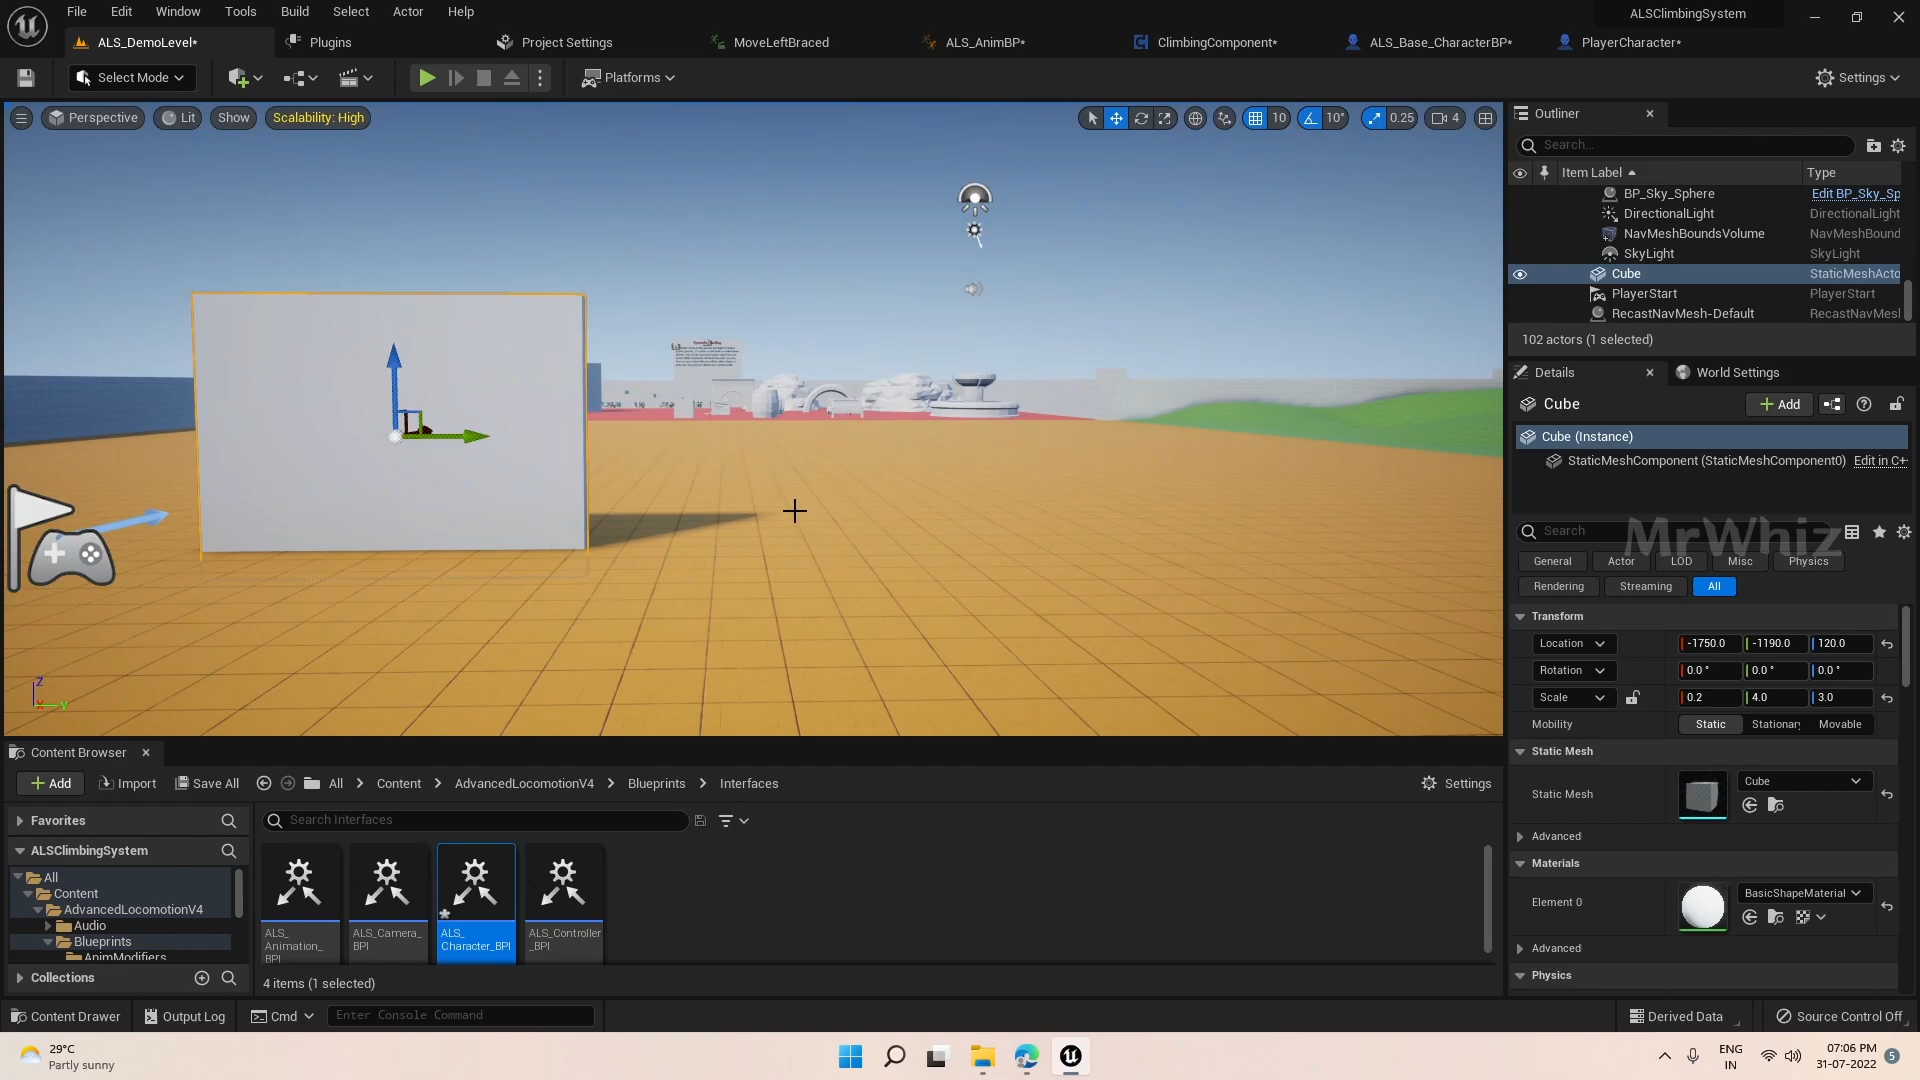 File Edit Window Tools Build Select Actor Help
ALSClimbingSystem
ALS_DemoLevel*
Plugins
Project Settings
MoveLeftBraced
ALS_AnimBP*
ClimbingComponent*
ALS_Base_CharacterBP*
PlayerCharacter*
Select Mode
Platforms
Settings
Perspective
Lit
Show
Scalability: High
10
10°
0.25
4
Z
Y
Outliner
Search...
Item Label
Type
BP_Sky_Sphere Edit BP_Sky_Sp
DirectionalLight DirectionalLight
NavMeshBoundsVolume NavMeshBound
SkyLight SkyLight
Cube StaticMeshActo
PlayerStart PlayerStart
RecastNavMesh-Default RecastNavMesl
102 actors (1 selected)
Details
World Settings
Cube
Add
Cube (Instance)
StaticMeshComponent (StaticMeshComponent0) Edit in C+
Search
MrWhiz
General Actor LOD Misc Physics
Rendering Streaming All
Transform
Location -1750.0 -1190.0 120.0
Rotation 0.0 ° 0.0 ° 0.0 °
Scale 0.2 4.0 3.0
Mobility Static Stationary Movable
Static Mesh
Static Mesh Cube
Advanced
Materials
Element 0 BasicShapeMaterial
Advanced
Physics
Content Browser
Add Import Save All All Content AdvancedLocomotionV4 Blueprints Interfaces Settings
Favorites
ALSClimbingSystem
All
Content
AdvancedLocomotionV4
Audio
Blueprints
AnimModifiers
Collections
Search Interfaces
ALS_
Animation_
BPI
ALS_Camera_
BPI
ALS_
Character_BPI
ALS_Controller
_BPI
4 items (1 selected)
Content Drawer Output Log Cmd Enter Console Command Derived Data Source Control Off
29°C
Partly sunny
ENG
IN
07:06 PM
31-07-2022
5